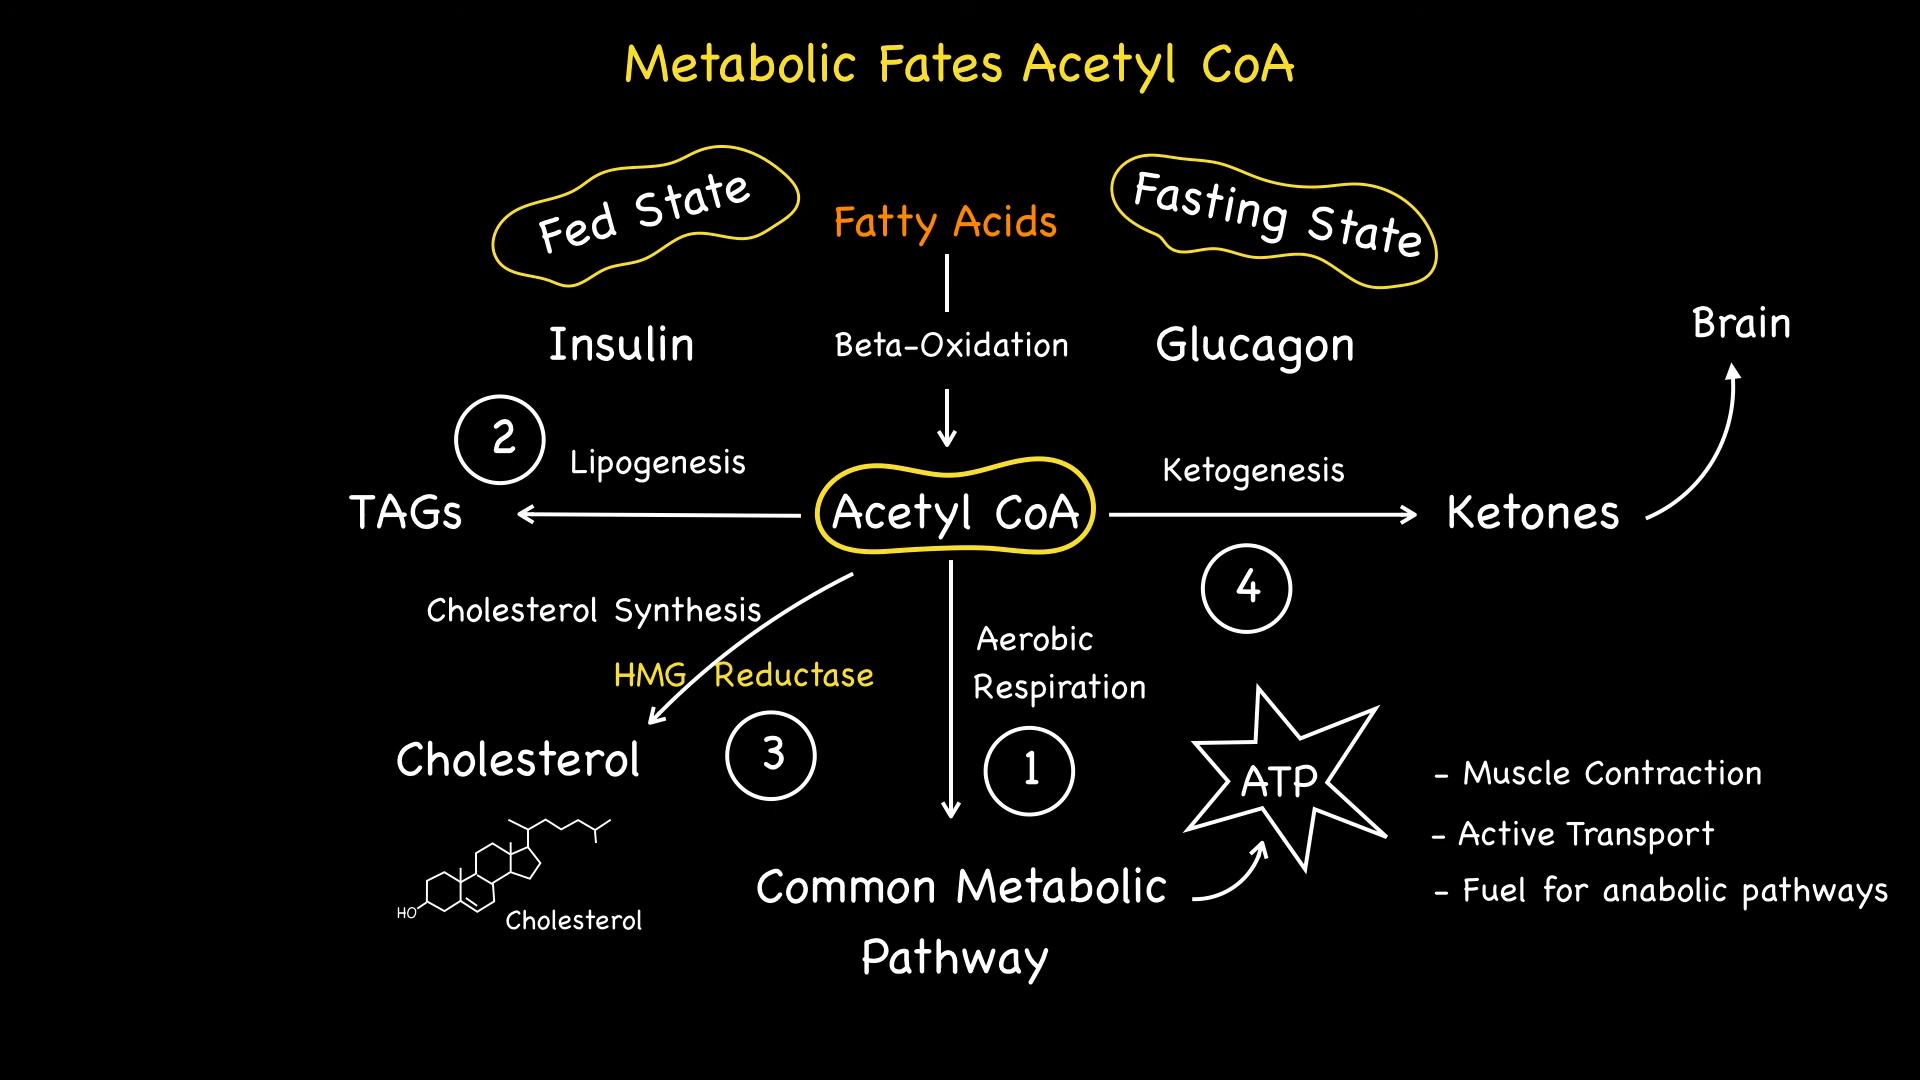 Metabolic Fates Acetyl CoA
Fed State
Fatty Acids
Fasting State
Insulin
Beta-Oxidation
Glucagon
Brain
2
Lipogenesis
Ketogenesis
TAGs
Acetyl CoA
Ketones
4
Cholesterol Synthesis
Aerobic
Respiration
HMG Reductase
3
1
Cholesterol
ATP
- Muscle Contraction
- Active Transport
- Fuel for anabolic pathways
HO
Cholesterol
Common Metabolic
Pathway